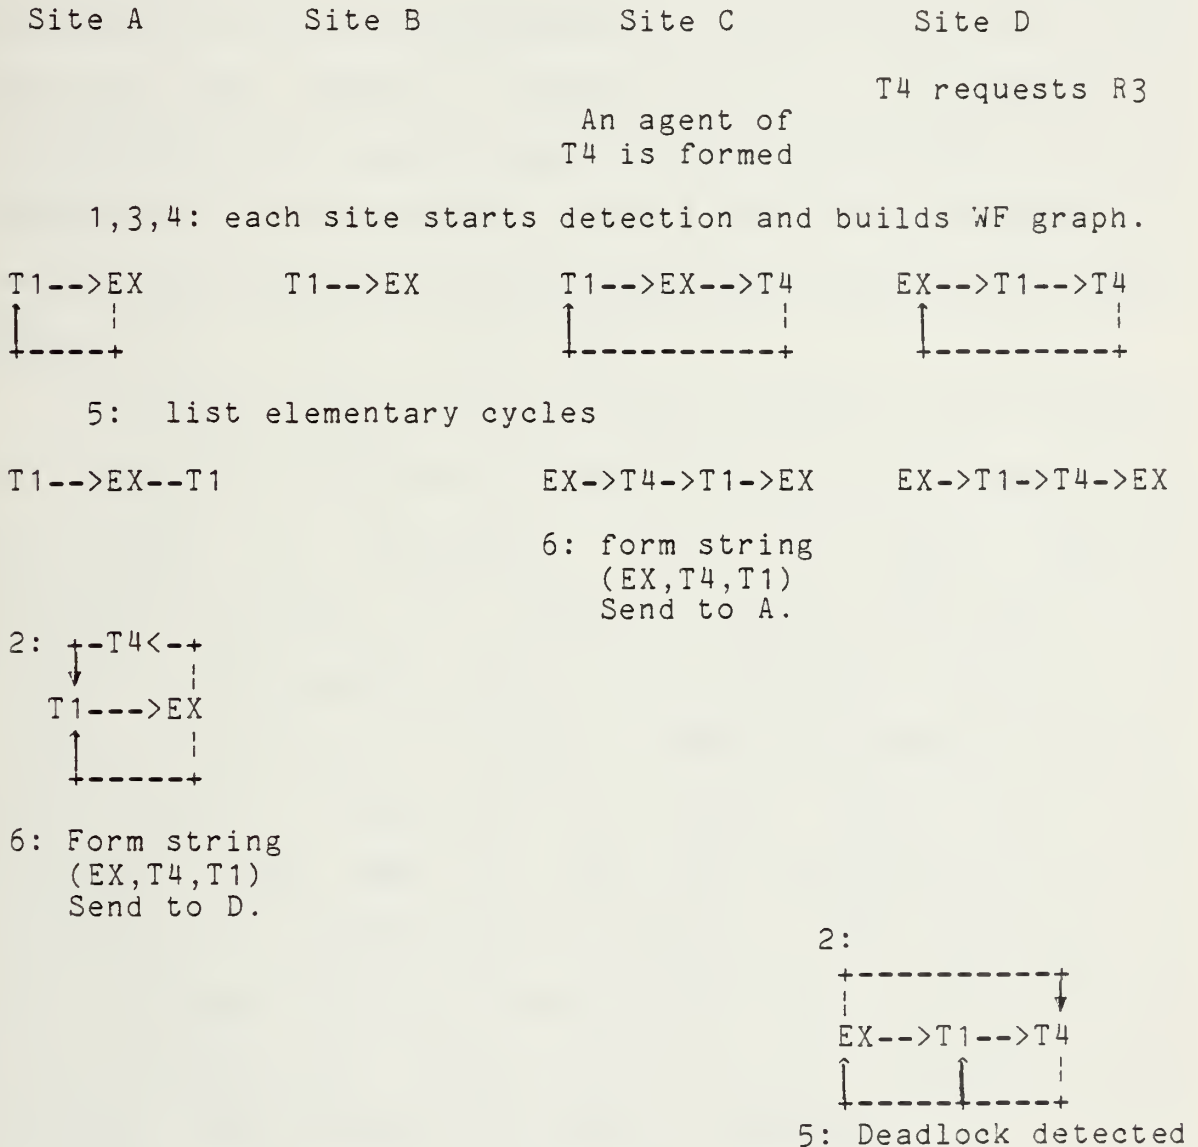 Site A Site B Site C Site D
T4 requests R3
An agent of
T4 is formed
1,3,4: each site starts detection and builds WF graph.
T1-->EX T1-->EX T1-->EX-->T4 EX-->T1-->T4
5: list elementary cycles
T1-->EX--T1 EX->T4->T1->EX EX->T1->T4->EX
6: form string
(EX,T4,T1)
Send to A.
2: +-T4<-+
T1--->EX
6: Form string
(EX,T4,T1)
Send to D.
2:
EX-->T1-->T4
5: Deadlock detected